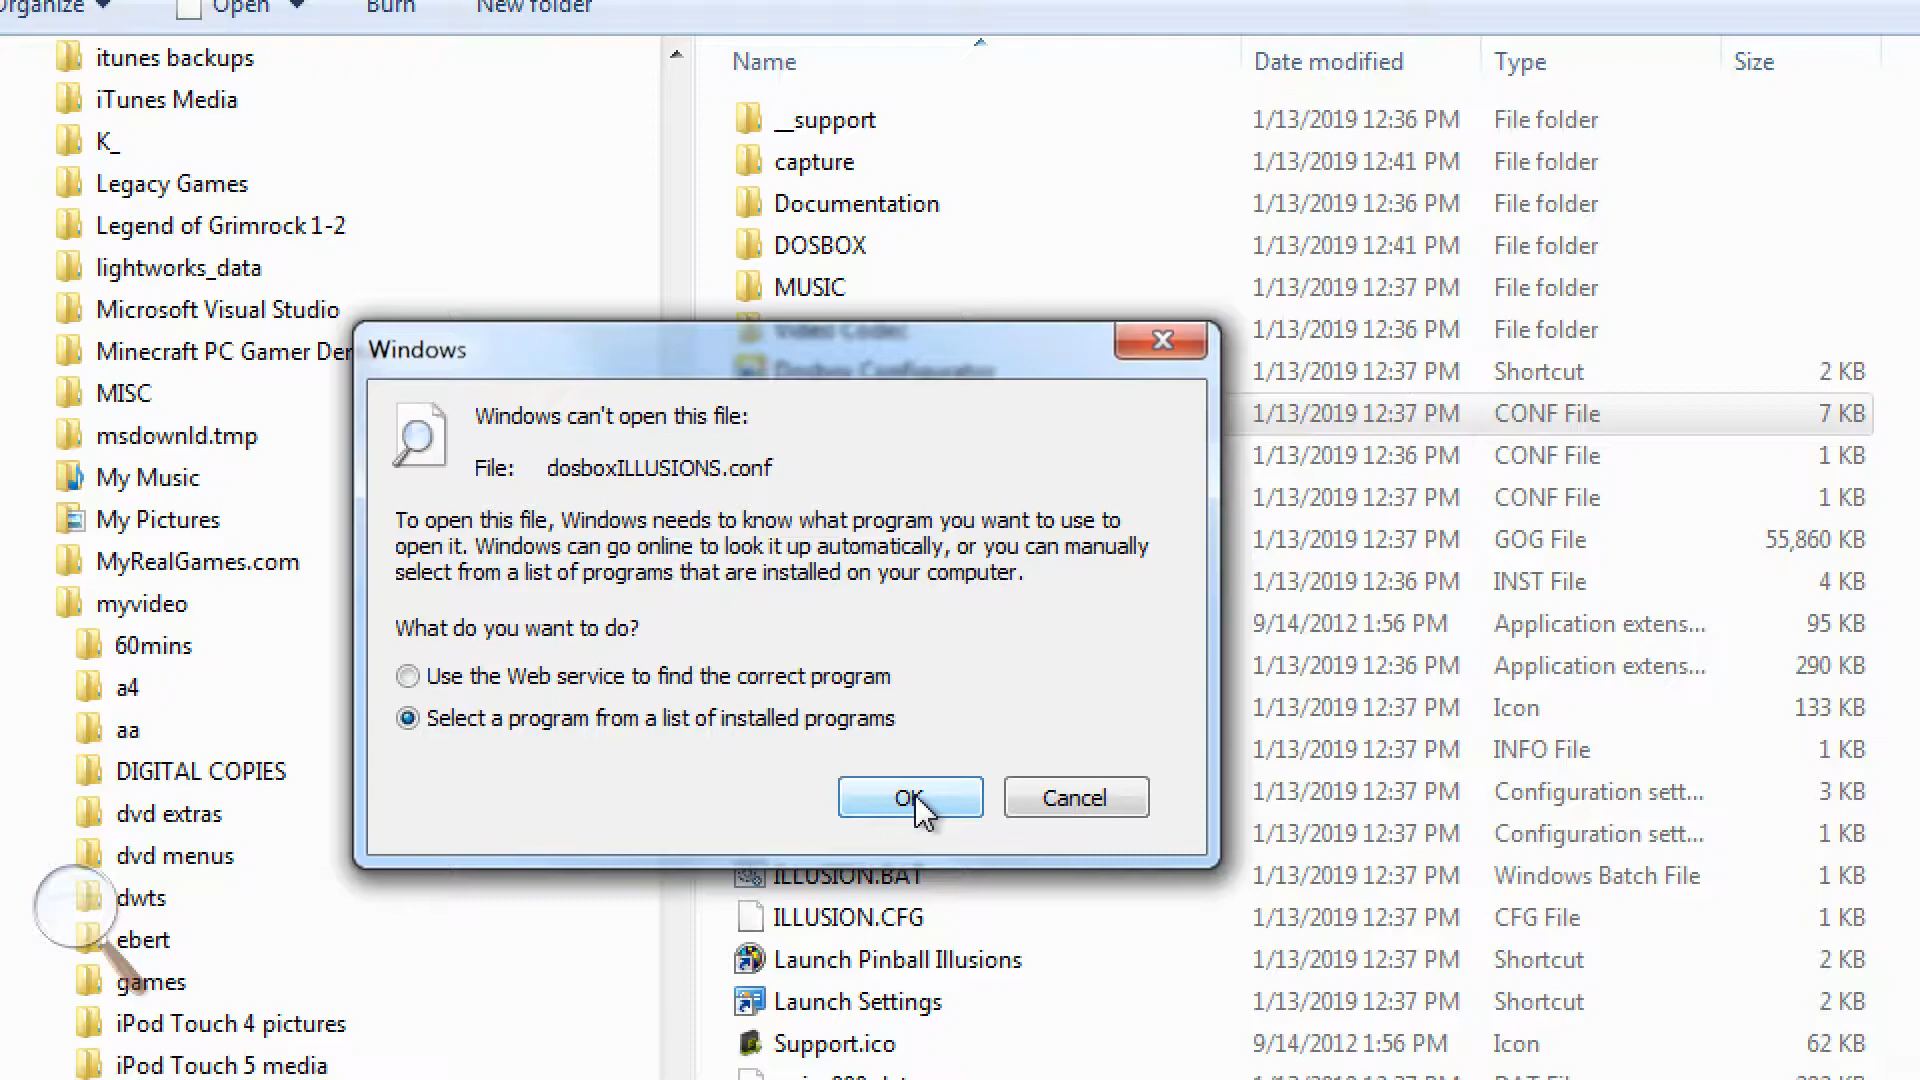 Organize Open Burn New folder
itunes backups
iTunes Media
K_
Legacy Games
Legend of Grimrock 1-2
lightworks_data
Microsoft Visual Studio
Minecraft PC Gamer Der
MISC
msdownld.tmp
My Music
My Pictures
MyRealGames.com
myvideo
60mins
a4
aa
DIGITAL COPIES
dvd extras
dvd menus
dwts
ebert
games
iPod Touch 4 pictures
iPod Touch 5 media
Name Date modified Type Size
__support 1/13/2019 12:36 PM File folder
capture 1/13/2019 12:41 PM File folder
Documentation 1/13/2019 12:36 PM File folder
DOSBOX 1/13/2019 12:41 PM File folder
MUSIC 1/13/2019 12:37 PM File folder
Video Codec 1/13/2019 12:36 PM File folder
Dosbox Configurator 1/13/2019 12:37 PM Shortcut 2 KB
1/13/2019 12:37 PM CONF File 7 KB
1/13/2019 12:36 PM CONF File 1 KB
1/13/2019 12:37 PM CONF File 1 KB
1/13/2019 12:37 PM GOG File 55,860 KB
1/13/2019 12:36 PM INST File 4 KB
9/14/2012 1:56 PM Application extens... 95 KB
1/13/2019 12:36 PM Application extens... 290 KB
1/13/2019 12:37 PM Icon 133 KB
1/13/2019 12:37 PM INFO File 1 KB
1/13/2019 12:37 PM Configuration sett... 3 KB
1/13/2019 12:37 PM Configuration sett... 1 KB
ILLUSION.BAT 1/13/2019 12:37 PM Windows Batch File 1 KB
ILLUSION.CFG 1/13/2019 12:37 PM CFG File 1 KB
Launch Pinball Illusions 1/13/2019 12:37 PM Shortcut 2 KB
Launch Settings 1/13/2019 12:37 PM Shortcut 2 KB
Support.ico 9/14/2012 1:56 PM Icon 62 KB
Windows
Windows can't open this file:
File: dosboxILLUSIONS.conf
To open this file, Windows needs to know what program you want to use to
open it. Windows can go online to look it up automatically, or you can manually
select from a list of programs that are installed on your computer.
What do you want to do?
Use the Web service to find the correct program
Select a program from a list of installed programs
OK Cancel